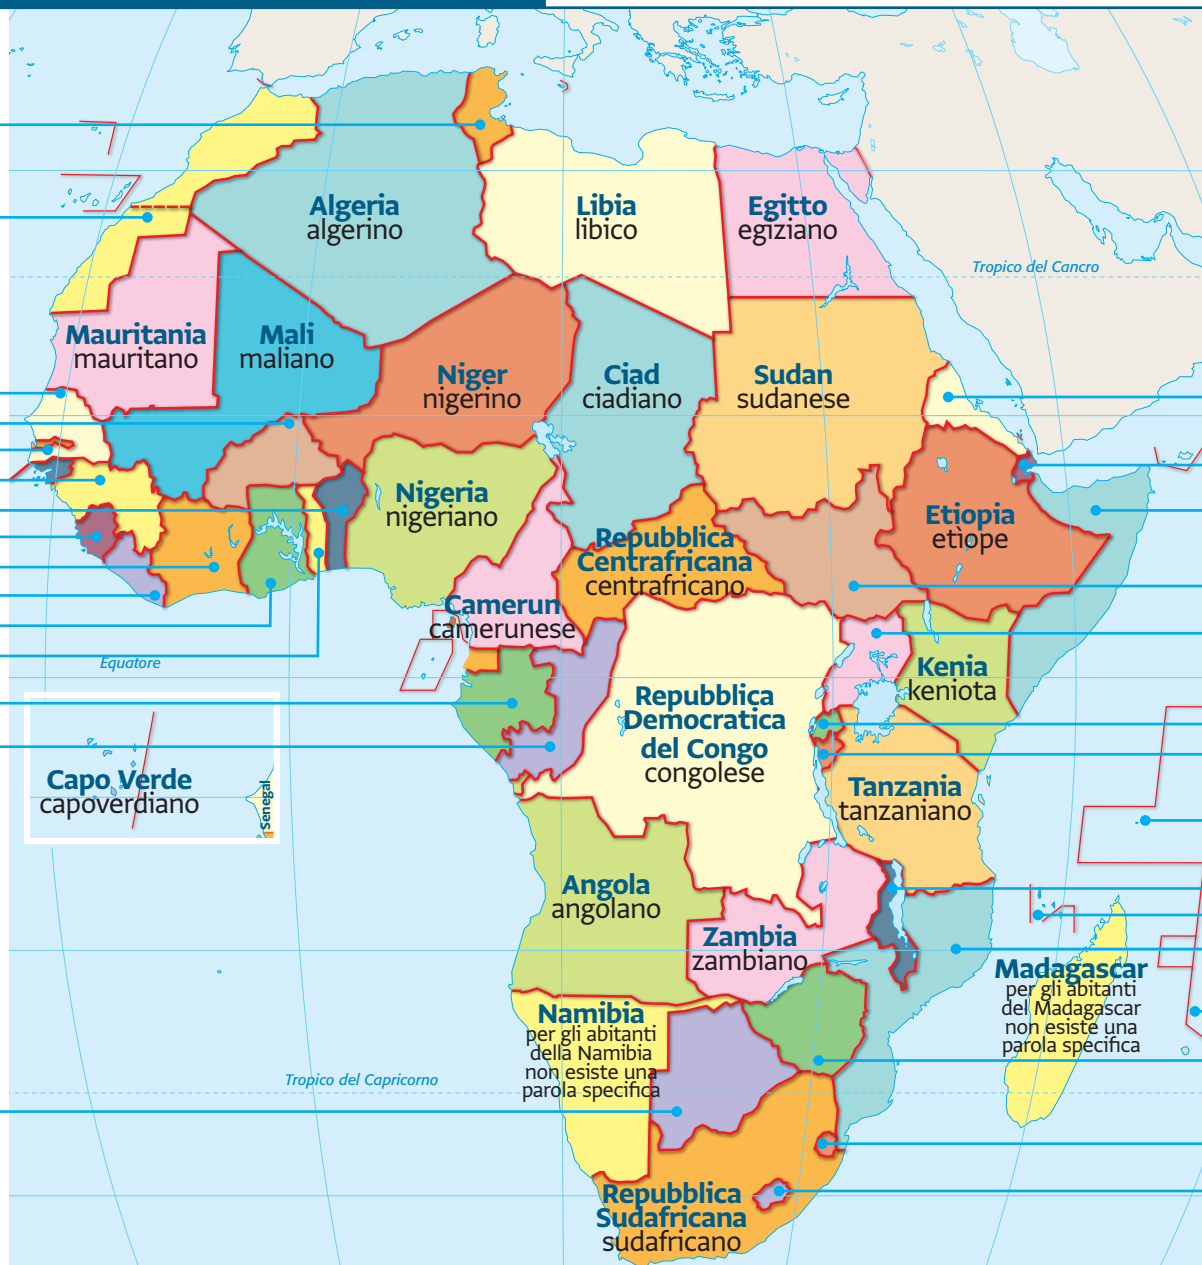 Algeria
algerino
Libia
libico
Egitto
egiziano
Tropico del Cancro
Mauritania
mauritano
Mali
maliano
Niger
nigerino
Ciad
ciadiano
Sudan
sudanese
Nigeria
nigeriano
Etiopia
etìope
Repubblica
Centrafricana
centrafricano
Camerun
camerunese
Equatore
Kenia
keniota
Repubblica
Democratica
del Congo
congolese
Capo Verde
capoverdiano
Senegal
Tanzania
tanzaniano
Angola
angolano
Zambia
zambiano
Madagascar
per gli abitanti
del Madagascar
non esiste una
parola specifica
Namibia
per gli abitanti
della Namibia
non esiste una
parola specifica
Tropico del Capricorno
Repubblica
Sudafricana
sudafricano